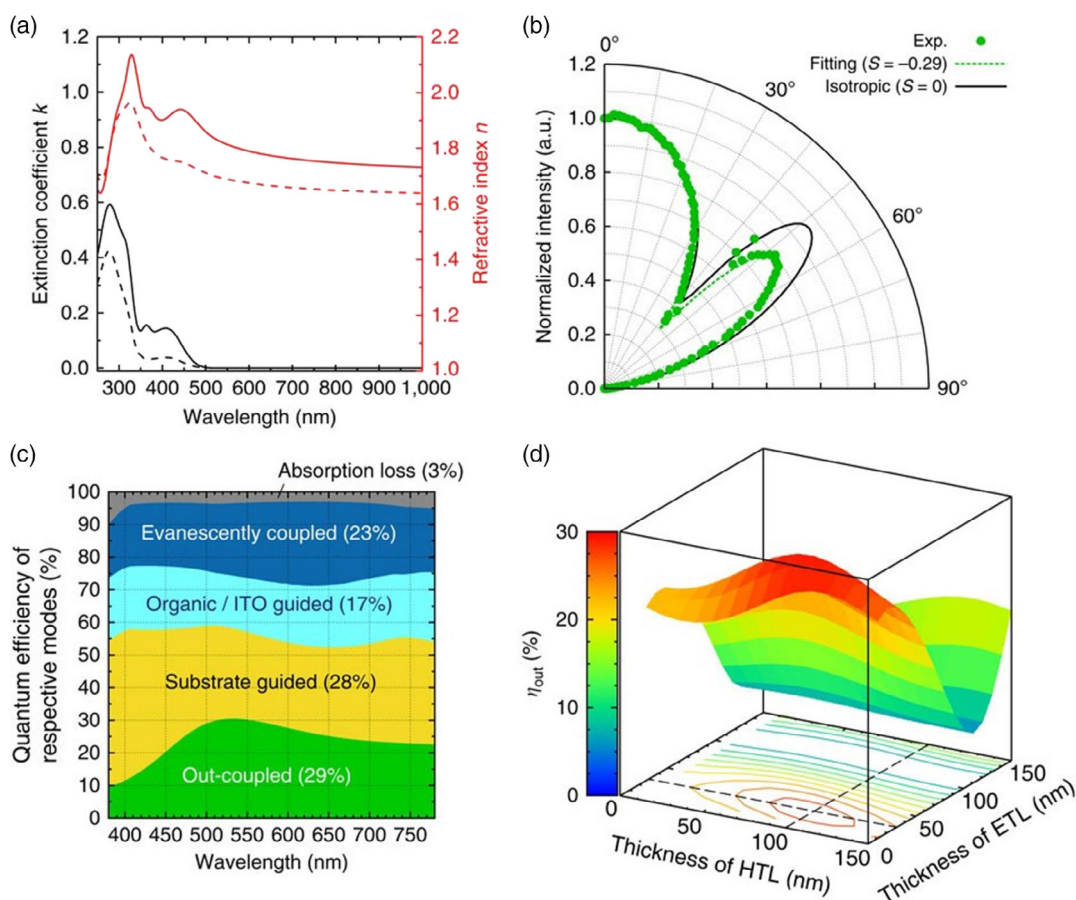 (a)
1.2
1.0
0.8
0.6
0.4
0.2
0.0
Extinction coefficient k
2.2
2.0
1.8
1.6
1.4
1.2
1.0
Refractive index n
300 400 500 600 700 800 900 1,000
Wavelength (nm)
(b)
Exp.
Fitting (S = –0.29)
Isotropic (S = 0)
0°
30°
60°
90°
1.2
1.0
0.8
0.6
0.4
0.2
0.0
Normalized intensity (a.u.)
(c)
Absorption loss (3%)
Evanescently coupled (23%)
Organic / ITO guided (17%)
Substrate guided (28%)
Out-coupled (29%)
100
90
80
70
60
50
40
30
20
10
0
Quantum efficiency of
respective modes (%)
400 450 500 550 600 650 700 750
Wavelength (nm)
(d)
30
20
10
0
ηout (%)
0
50
100
150
Thickness of HTL (nm)
0
50
100
150
Thickness of ETL (nm)